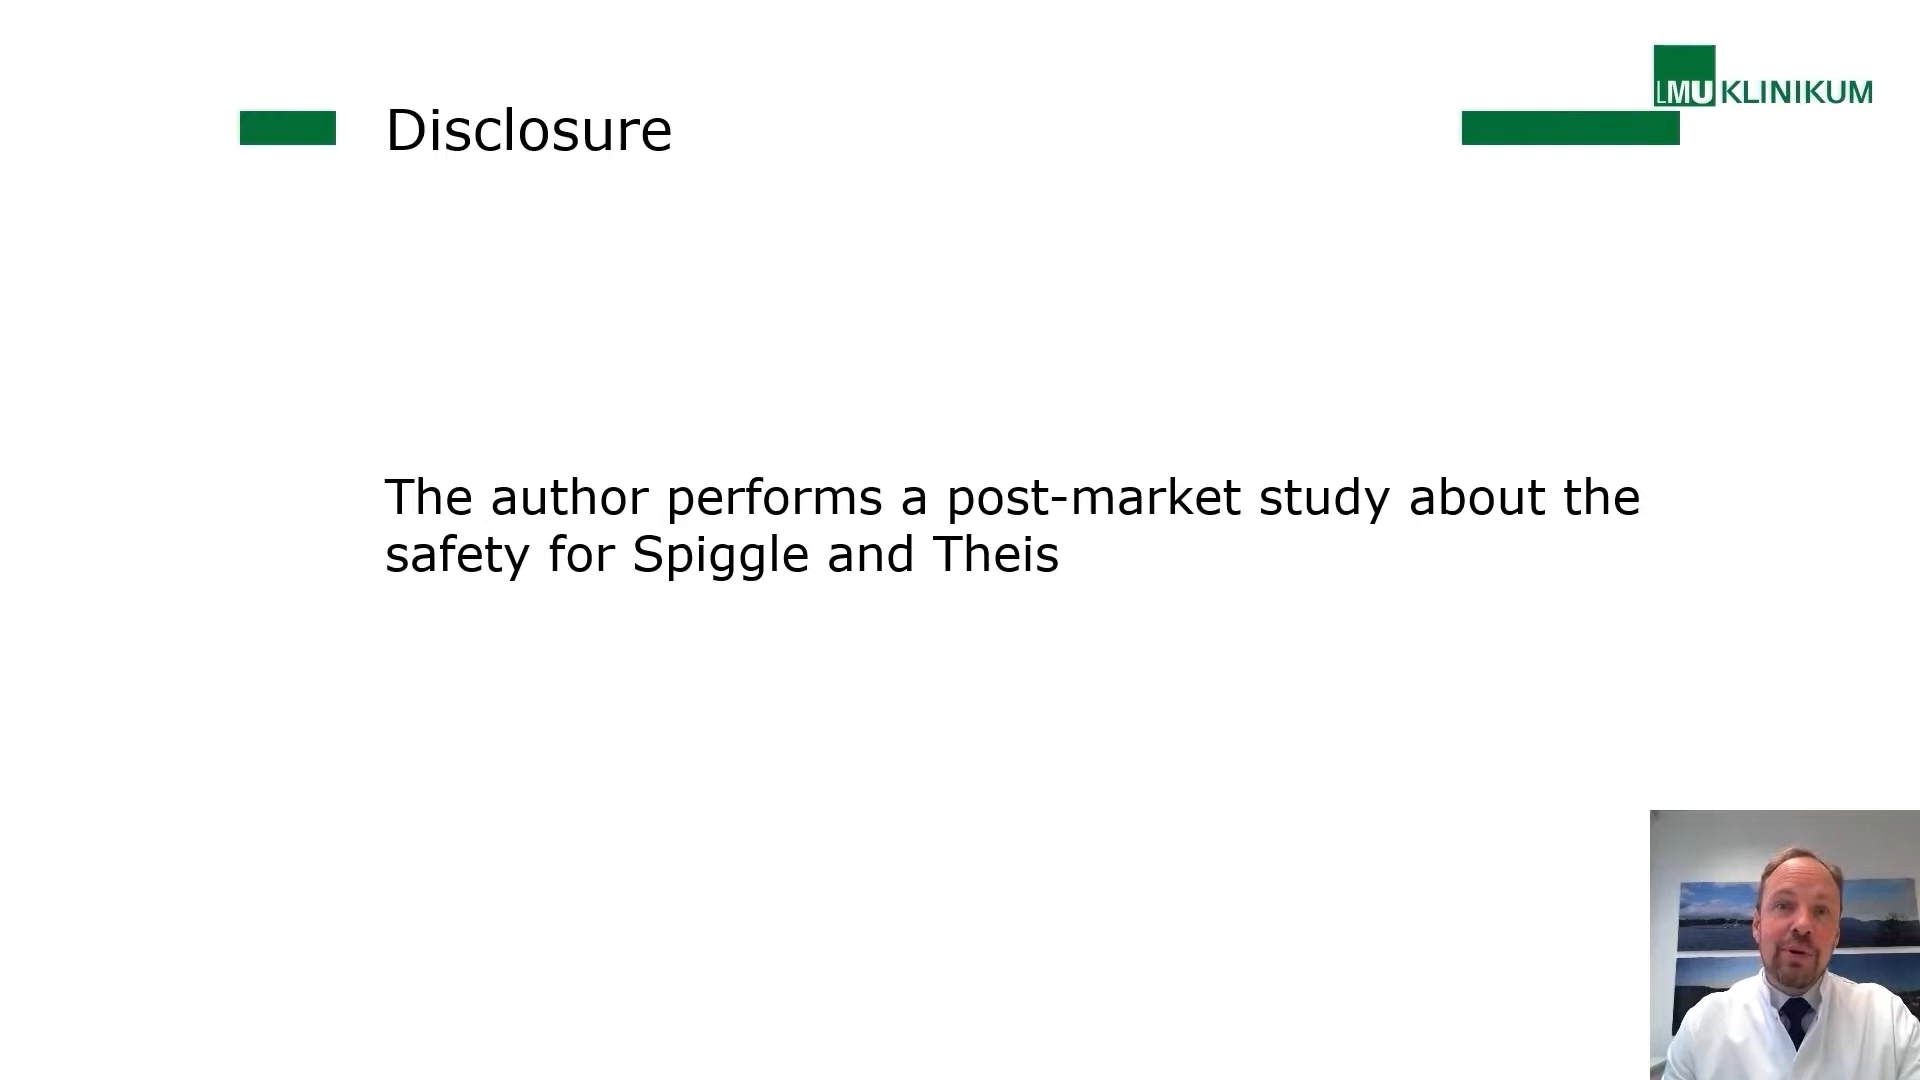 LMU KLINIKUM
Disclosure
The author performs a post-market study about the
safety for Spiggle and Theis